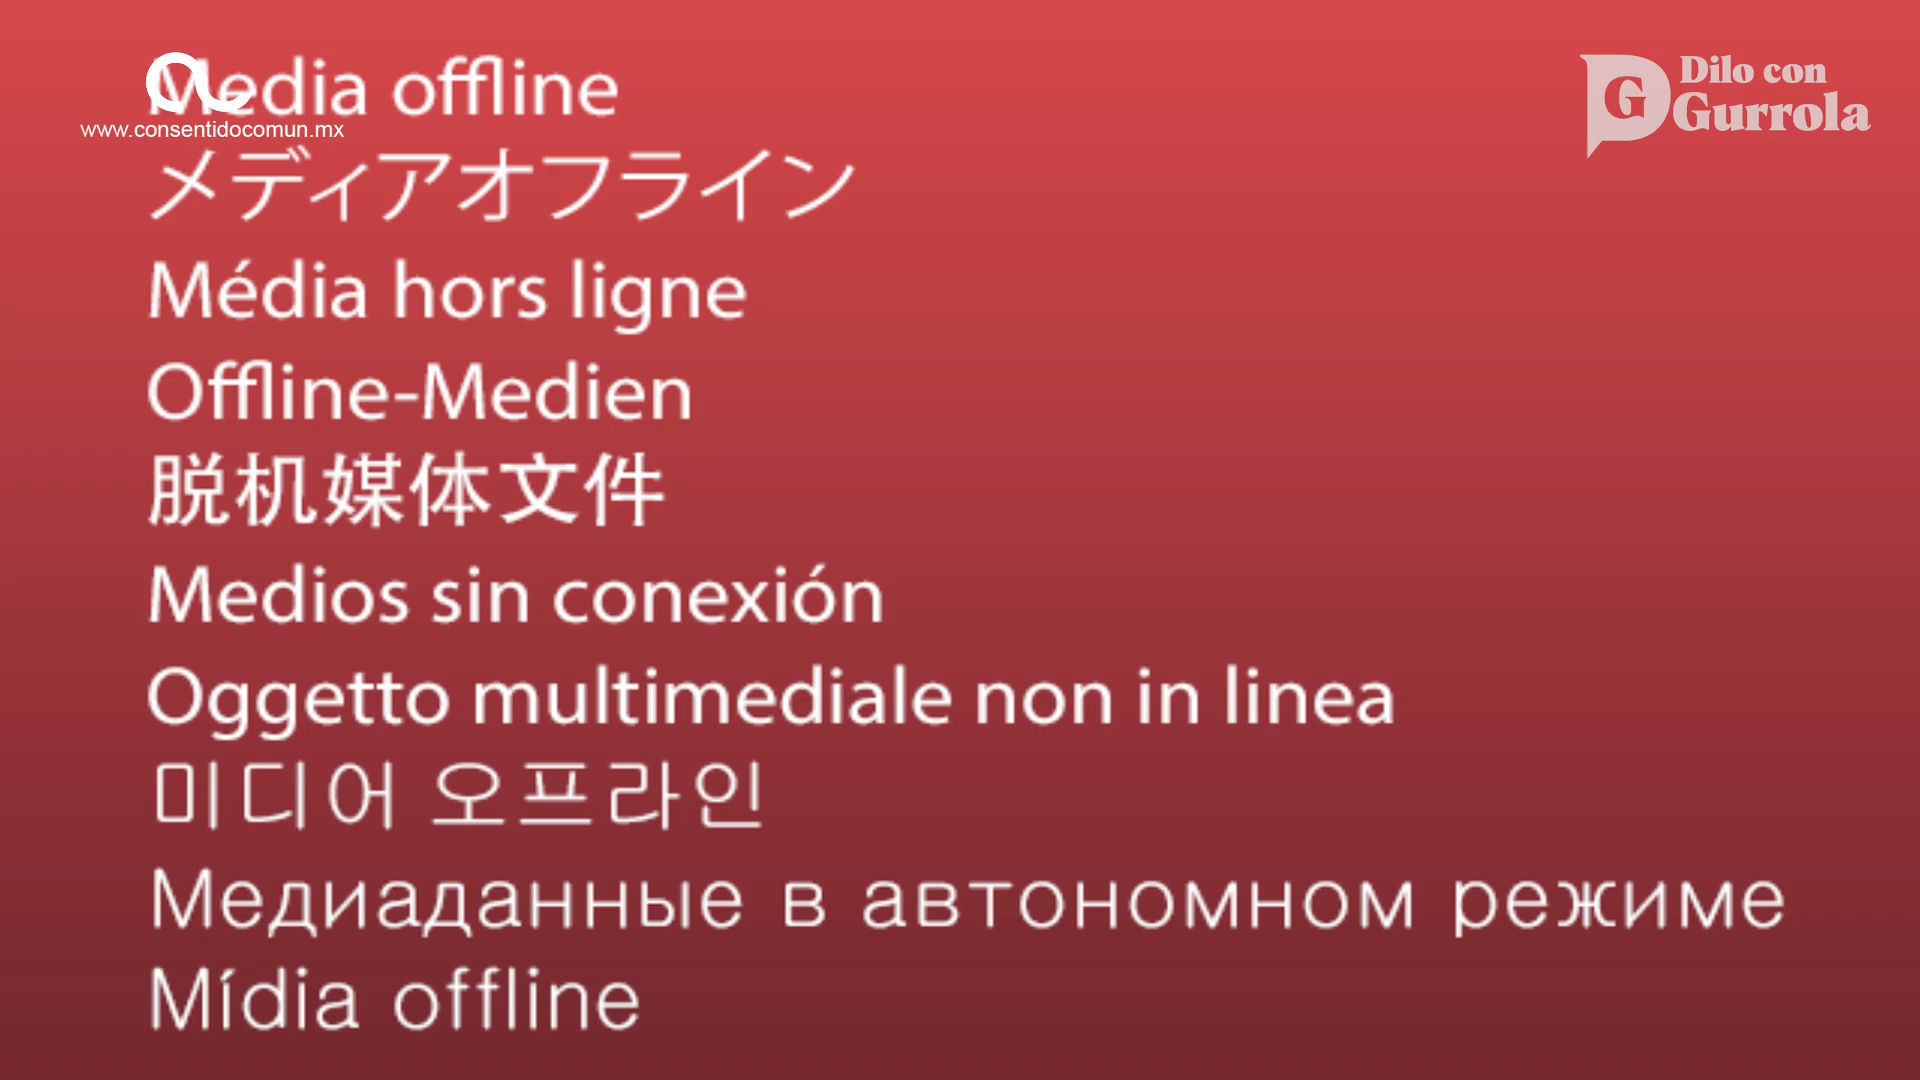 Media offline
www.consentidocomun.mx
Dilo con
G Gurrola
メディアオフライン
Média hors ligne
Offline-Medien
脱机媒体文件
Medios sin conexión
Oggetto multimediale non in linea
미디어 오프라인
Медиаданные в автономном режиме
Mídia offline